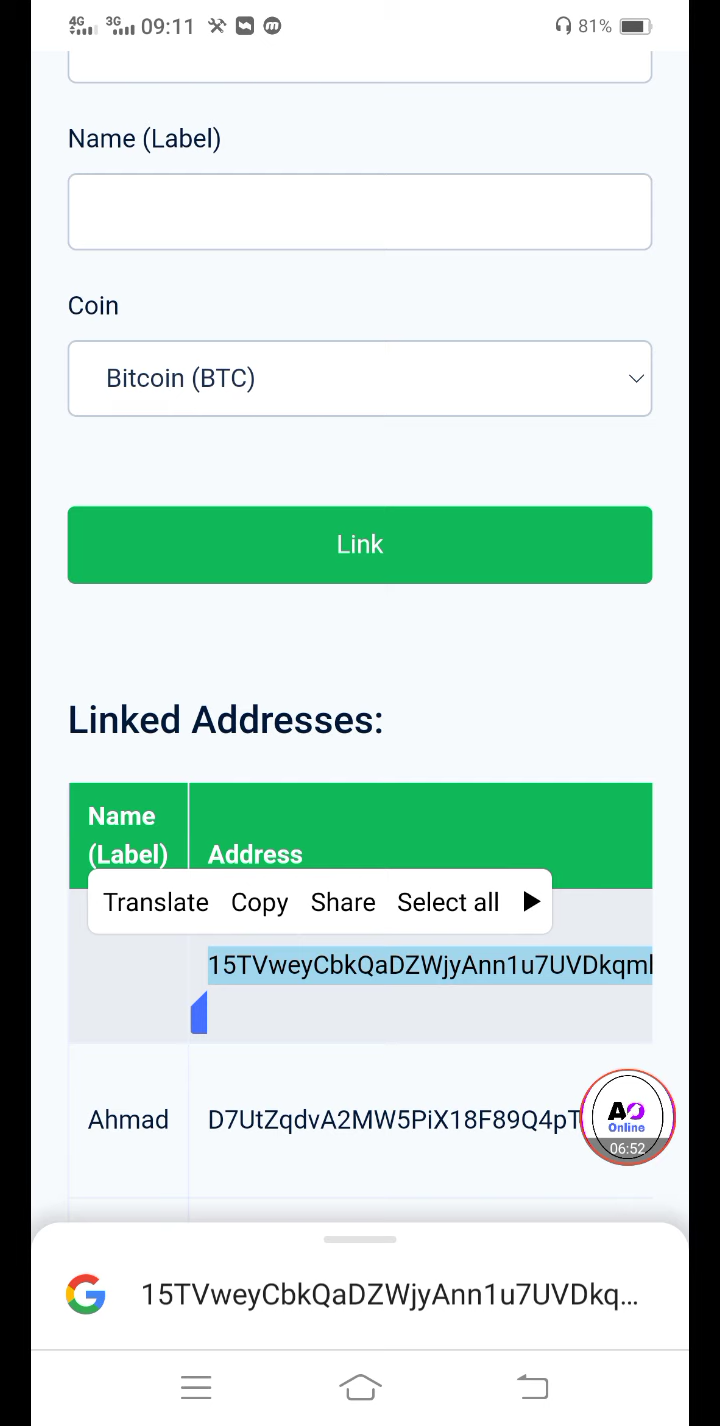 4G 3G 09:11 81%
Name (Label)
Coin
Bitcoin (BTC)
Link
Linked Addresses:
Name
(Label) Address
Translate Copy Share Select all
15TVweyCbkQaDZWjyAnn1u7UVDkqml
Ahmad D7UtZqdvA2MW5PiX18F89Q4pT
AO
Online
06:52
15TVweyCbkQaDZWjyAnn1u7UVDkq...